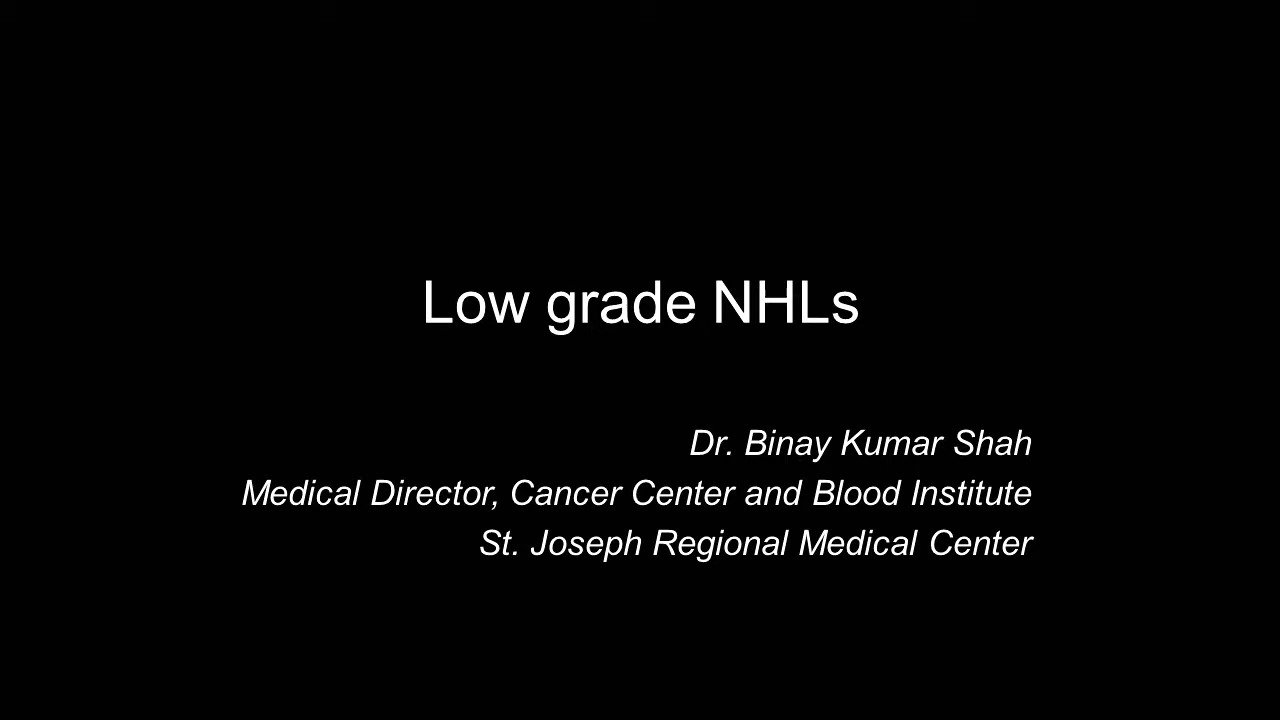 Low grade NHLs
Dr. Binay Kumar Shah
Medical Director, Cancer Center and Blood Institute
St. Joseph Regional Medical Center